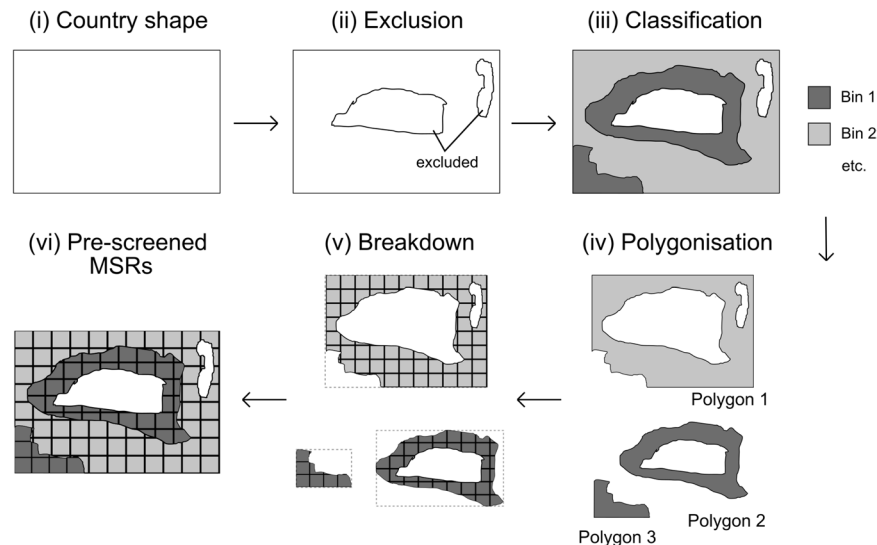 (i) Country shape
(ii) Exclusion
excluded
(iii) Classification
Bin 1
Bin 2
etc.
(iv) Polygonisation
Polygon 1
Polygon 2
Polygon 3
(v) Breakdown
(vi) Pre-screened
MSRs